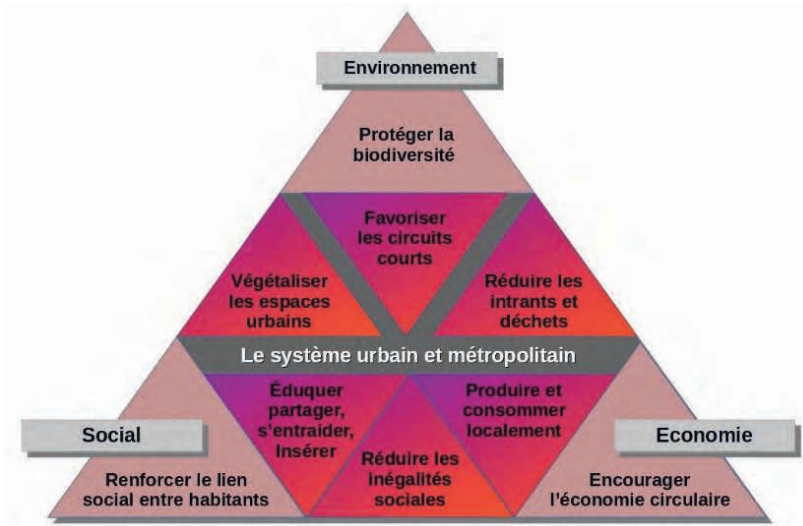 Environnement
Protéger la
biodiversité
Favoriser
les circuits
courts
Végétaliser
les espaces
urbains
Réduire les
intrants et
déchets
Le système urbain et métropolitain
Éduquer
partager,
s'entraider,
Insérer
Produire et
consommer
localement
Réduire les
inégalités
sociales
Social
Renforcer le lien
social entre habitants
Economie
Encourager
l'économie circulaire